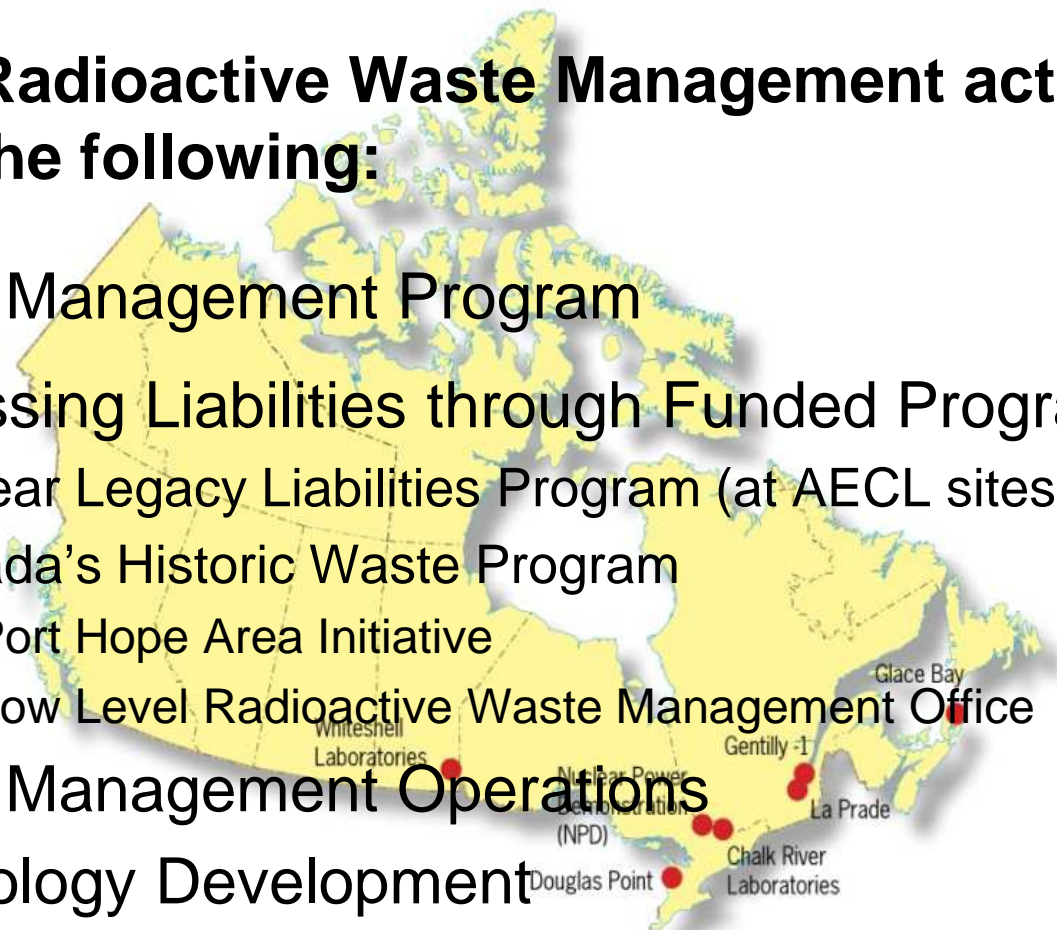 Radioactive Waste Management act
he following:
Management Program
ssing Liabilities through Funded Progra
ear Legacy Liabilities Program (at AECL sites
ada’s Historic Waste Program
Port Hope Area Initiative
ow Level Radioactive Waste Management Office
Management Operations
ology Development
Glace Bay
Whiteshell
Laboratories
Gentilly -1
La Prade
Nuclear Power
Demonstration
(NPD)
Chalk River
Laboratories
Douglas Point